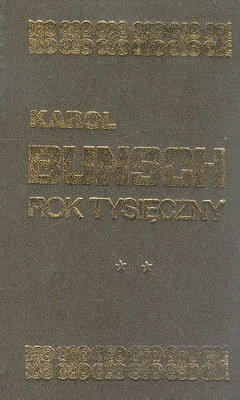 KAROL
BUNSCH
ROK TYSIĘCZNY
* *